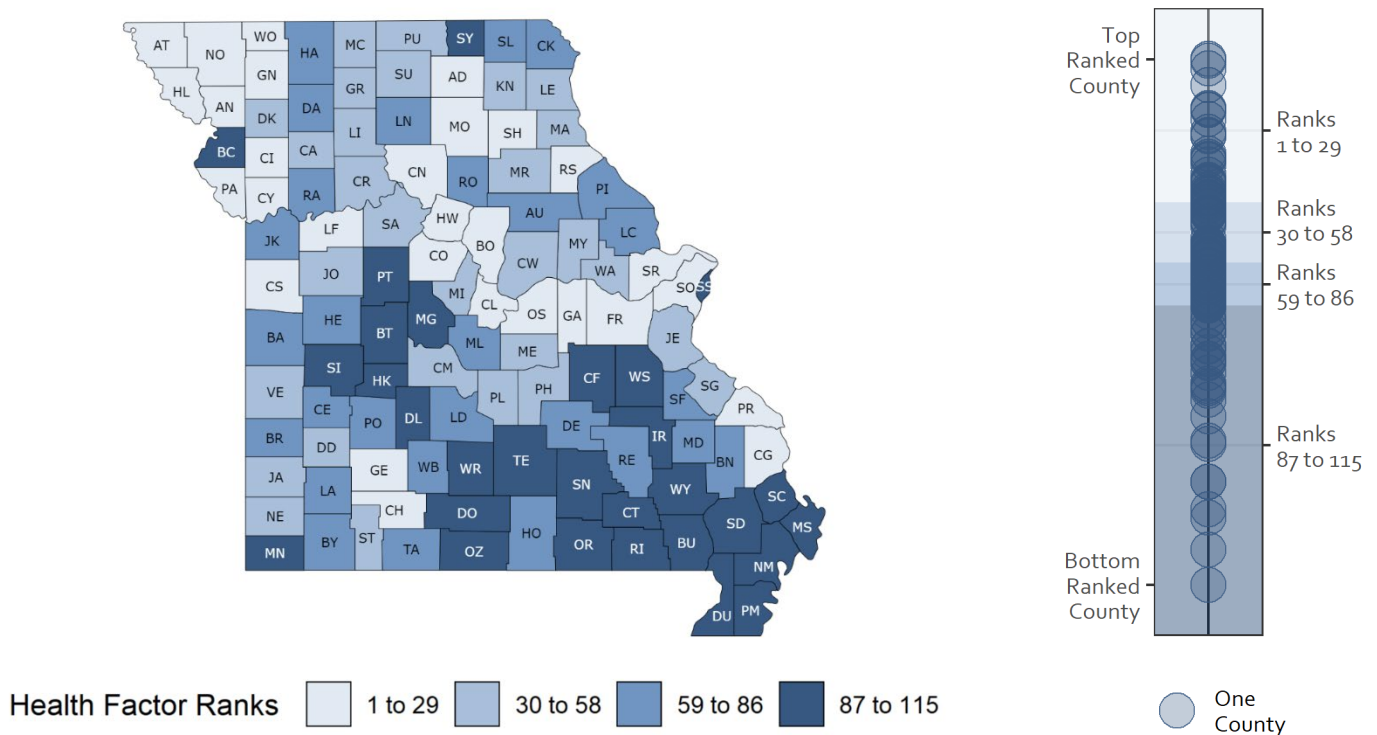 AT NO WO HA MC PU SY SL CK
HL AN GN DK DA GR SU AD KN LE
BC CI CA LI LN MO SH MA
PA CY RA CR CN RO MR RS PI
JK LF SA HW BO AU LC
CS JO PT CO MI CW MY WA SR SO SS
BA HE BT MG CL OS GA FR
SI HK CM ML ME JE
VE CE PO DL LD PL PH CF WS SF SG PR
BR DD GE WB WR TE DE RE IR MD BN CG
JA LA CH DO SN CT WY SC
NE BY ST TA OZ HO OR RI BU SD MS
MN NM
DU PM
Top
Ranked
County
Ranks
1 to 29
Ranks
30 to 58
Ranks
59 to 86
Ranks
87 to 115
Bottom
Ranked
County
Health Factor Ranks 1 to 29 30 to 58 59 to 86 87 to 115
One
County